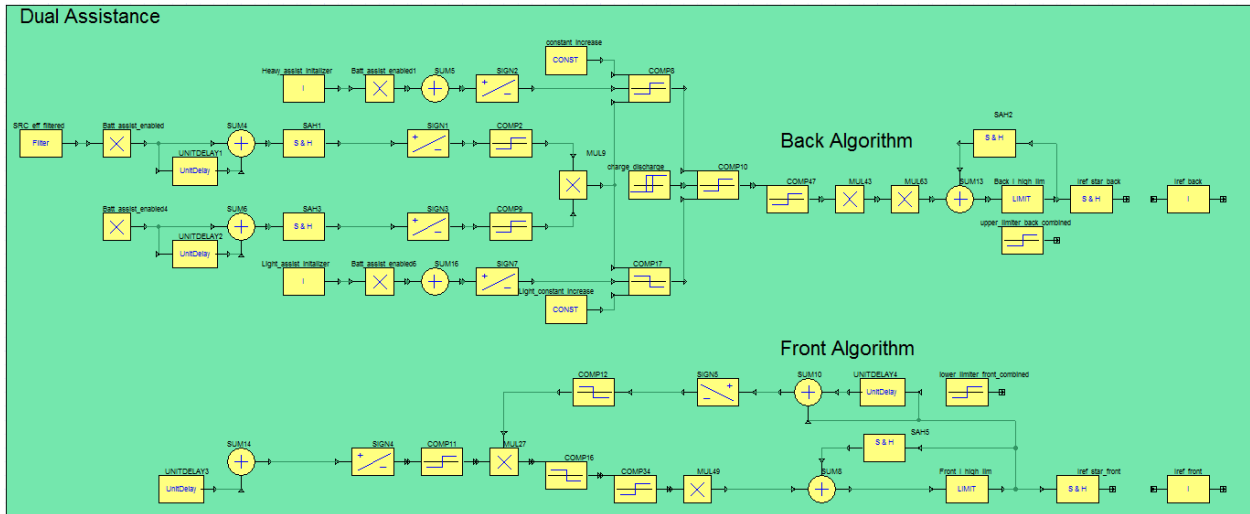 Dual Assistance
constant_increase
CONST
COMP8
Heavy_assist_initalizer
I
Batt_assist_enabled1
SUM5
SIGN2
SRC_eff_filtered
Filter
Batt_assist_enabled
UNITDELAY1
UnitDelay
SUM4
SAH1
S & H
SIGN1
COMP2
MUL9
charge_discharge
COMP10
Back Algorithm
SAH2
S & H
COMP47
MUL43
MUL63
SUM13
Back_I_high_lim
LIMIT
iref_star_back
S & H
iref_back
I
upper_limiter_back_combined
Batt_assist_enabled4
UNITDELAY2
UnitDelay
SUM6
SAH3
S & H
SIGN3
COMP9
Light_assist_initalizer
I
Batt_assist_enabled6
SUM16
SIGN7
COMP17
Light_constant_increase
CONST
Front Algorithm
COMP12
SIGN5
SUM10
UNITDELAY4
UnitDelay
lower_limiter_front_combined
SAH5
S & H
UNITDELAY3
UnitDelay
SUM14
SIGN4
COMP11
MUL27
COMP16
COMP34
MUL49
SUM8
Front_I_high_lim
LIMIT
iref_star_front
S & H
iref_front
I